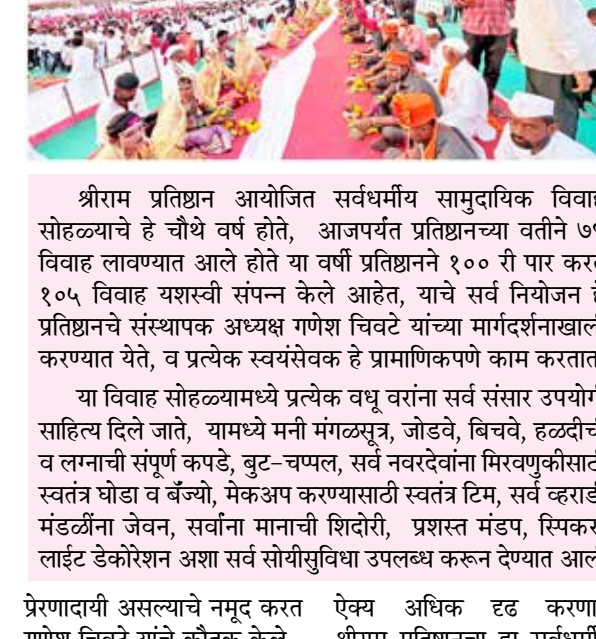 श्रीराम प्रतिष्ठान आयोजित सर्वधर्मीय सामुदायिक
सोहळ्याचे हे चौथे वर्ष होते, आजपर्यंत प्रतिष्ठानच्या वतीने
विवाह लावण्यात आले होते या वर्षी प्रतिष्ठानने १०० री पार
१०५ विवाह यशस्वी संपन्न केले आहेत, याचे सर्व नियोजन
प्रतिष्ठानचे संस्थापक अध्यक्ष गणेश चिवटे यांच्या मार्गदर्शनाखाली
करण्यात येते, व प्रत्येक स्वयंसेवक हे प्रामाणिकपणे काम करतात
या विवाह सोहळ्यामध्ये प्रत्येक वधू वरांना सर्व संसार
साहित्य दिले जाते, यामध्ये मनी मंगळसूत्र, जोडवे, बिचवे,
व लग्नाची संपूर्ण कपडे, बुट-चप्पल, सर्व नवरदेवांना
स्वतंत्र घोडा व बॅंज्यो, मेकअप करण्यासाठी स्वतंत्र टिम, सर्व
मंडळींना जेवन, सर्वांना मानाची शिदोरी, प्रशस्त मंडप,
लाईट डेकोरेशन अशा सर्व सोयीसुविधा उपलब्ध करून देण्यात
प्रेरणादायी असल्याचे नमूद करत
ऐक्य अधिक दृढ